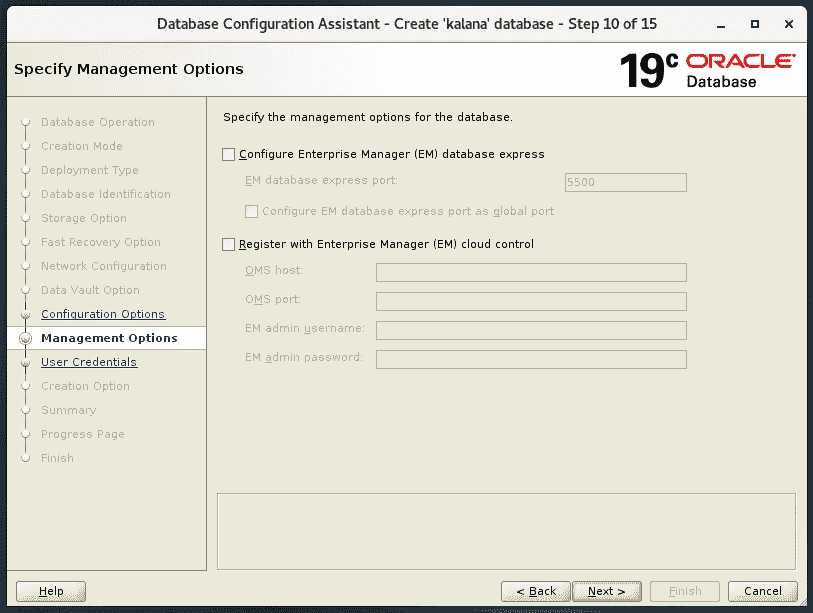 Database Configuration Assistant - Create 'kalana' database - Step 10 of 15
Specify Management Options
19c ORACLE
Database
Database Operation
Creation Mode
Deployment Type
Database Identification
Storage Option
Fast Recovery Option
Network Configuration
Data Vault Option
Configuration Options
Management Options
User Credentials
Creation Option
Summary
Progress Page
Finish
Specify the management options for the database.
Configure Enterprise Manager (EM) database express
EM database express port: 5500
Configure EM database express port as global port
Register with Enterprise Manager (EM) cloud control
OMS host:
OMS port:
EM admin username:
EM admin password:
Help < Back Next > Finish Cancel